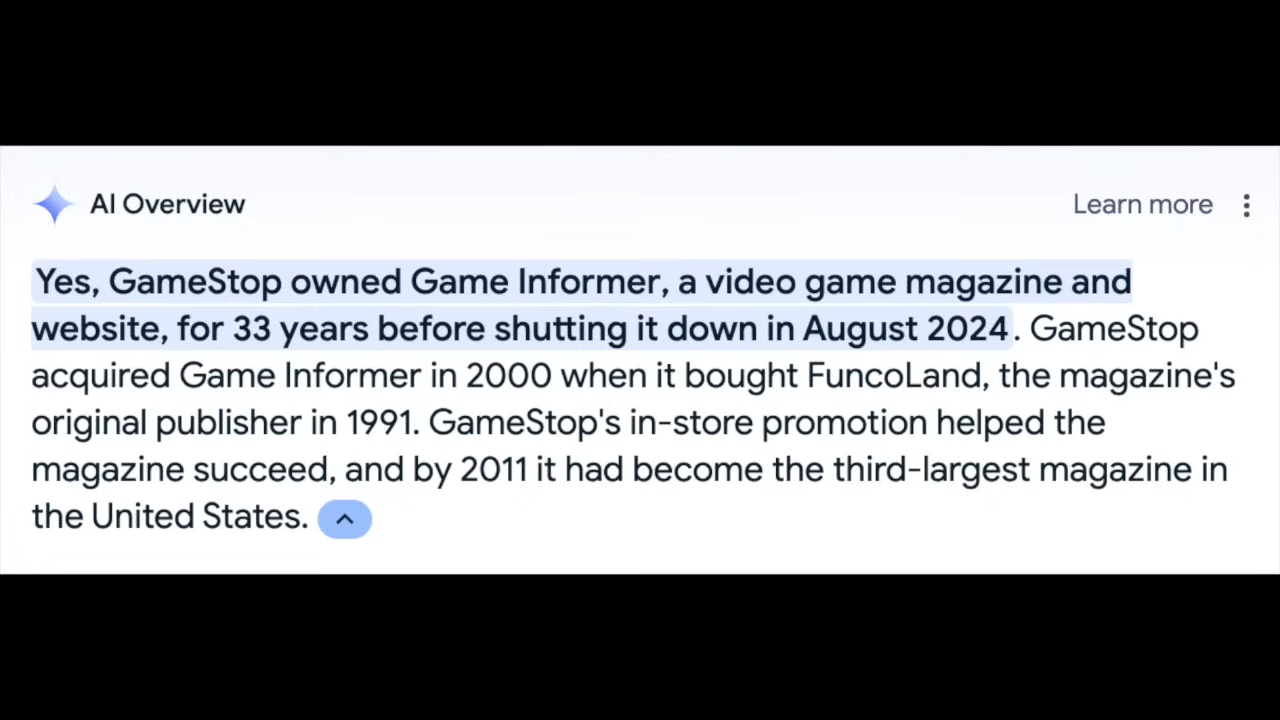 AI Overview
Learn more
Yes, GameStop owned Game Informer, a video game magazine and
website, for 33 years before shutting it down in August 2024. GameStop
acquired Game Informer in 2000 when it bought FuncoLand, the magazine's
original publisher in 1991. GameStop's in-store promotion helped the
magazine succeed, and by 2011 it had become the third-largest magazine in
the United States.